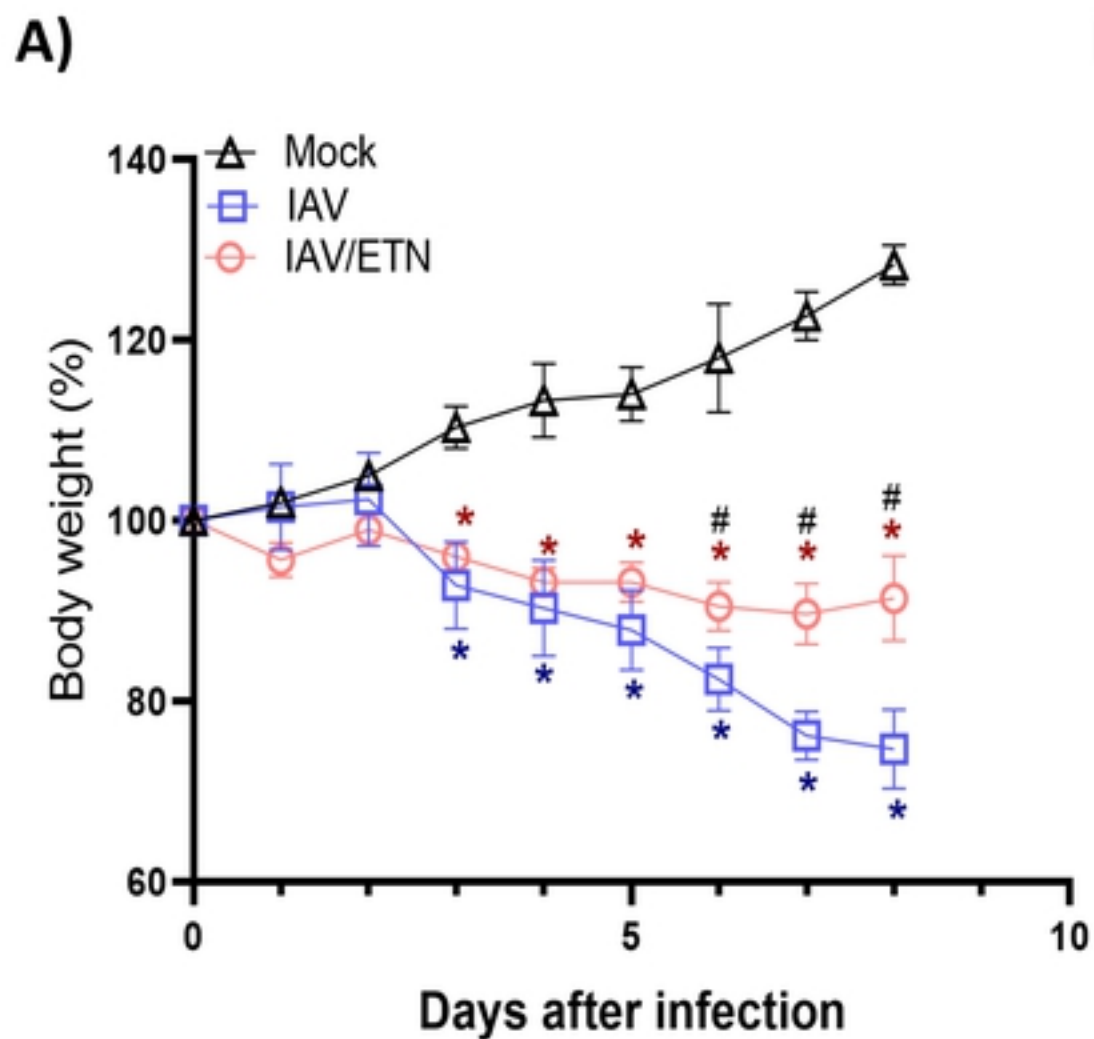 A)
140
Mock
IAV
IAV/ETN
120
100
80
60
Body weight (%)
* * * # * # * # *
* * * * * *
0 5 10
Days after infection